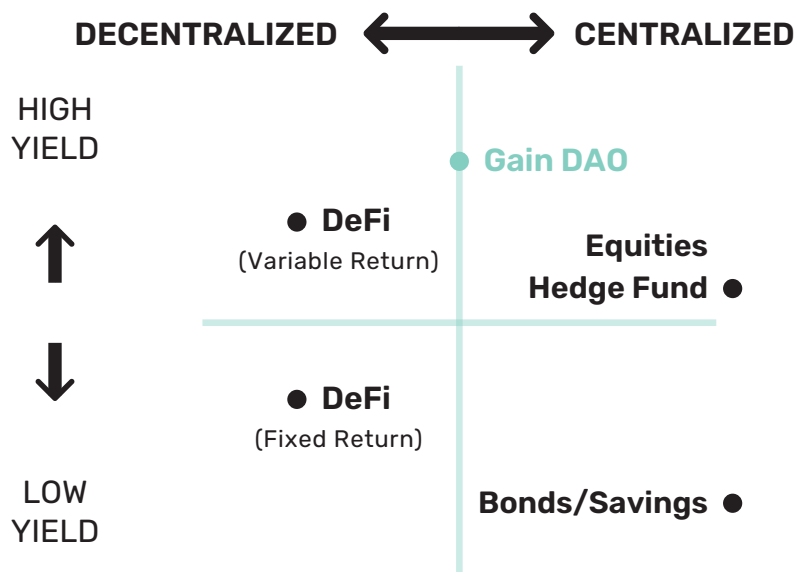 DECENTRALIZED CENTRALIZED
HIGH
YIELD
Gain DAO
DeFi
(Variable Return)
Equities
Hedge Fund
DeFi
(Fixed Return)
LOW
YIELD
Bonds/Savings